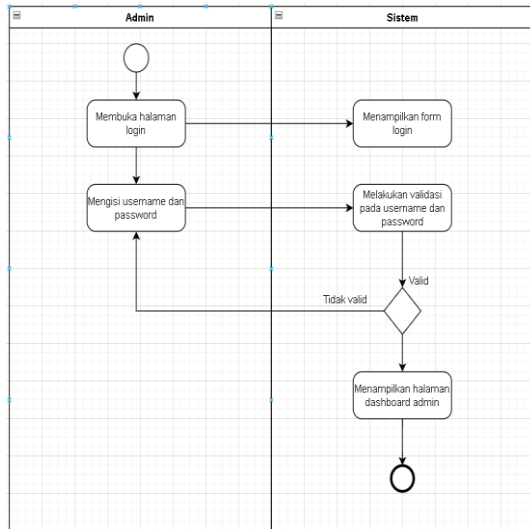 Admin
Sistem
Membuka halaman
login
Menampilkan form
login
Mengisi username dan
password
Melakukan validasi
pada username dan
password
Valid
Tidak valid
Menampilkan halaman
dashboard admin